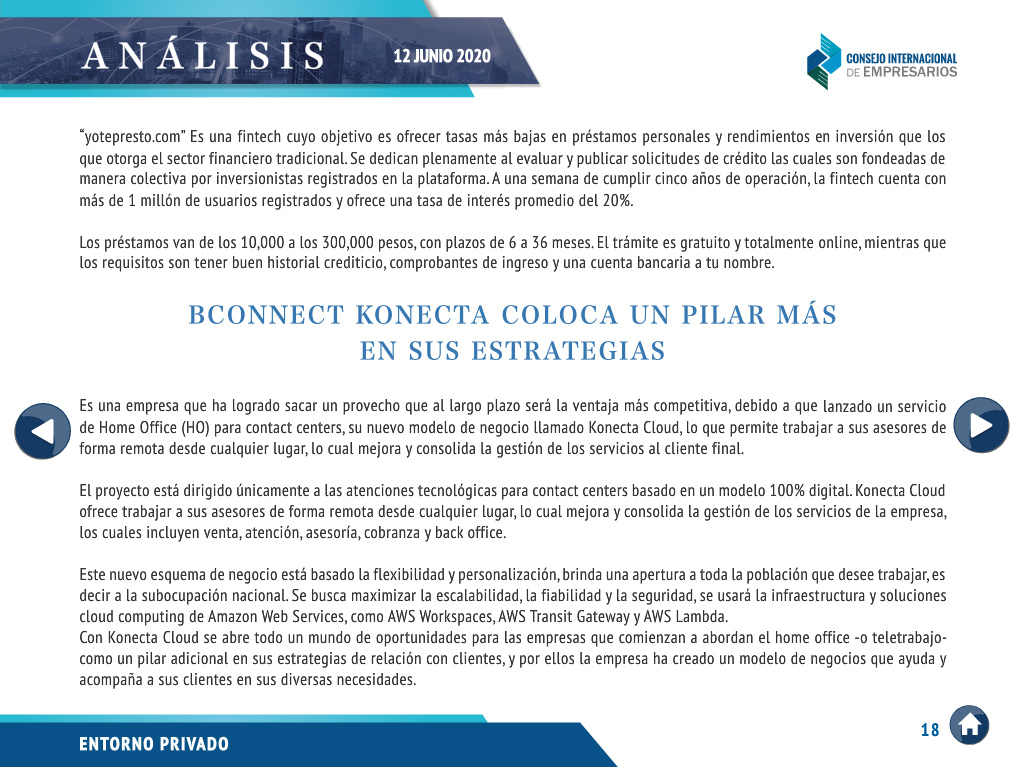 ANÁLISIS
12 JUNIO 2020
CONSEJO INTERNACIONAL
DE EMPRESARIOS
“yotepresto.com” Es una fintech cuyo objetivo es ofrecer tasas más bajas en préstamos personales y rendimientos en inversión que los
que otorga el sector financiero tradicional. Se dedican plenamente al evaluar y publicar solicitudes de crédito las cuales son fondeadas de
manera colectiva por inversionistas registrados en la plataforma. A una semana de cumplir cinco años de operación, la fintech cuenta con
más de 1 millón de usuarios registrados y ofrece una tasa de interés promedio del 20%.
Los préstamos van de los 10,000 a los 300,000 pesos, con plazos de 6 a 36 meses. El trámite es gratuito y totalmente online, mientras que
los requisitos son tener buen historial crediticio, comprobantes de ingreso y una cuenta bancaria a tu nombre.
BCONNECT KONECTA COLOCA UN PILAR MÁS
EN SUS ESTRATEGIAS
Es una empresa que ha logrado sacar un provecho que al largo plazo será la ventaja más competitiva, debido a que lanzado un servicio
de Home Office (HO) para contact centers, su nuevo modelo de negocio llamado Konecta Cloud, lo que permite trabajar a sus asesores de
forma remota desde cualquier lugar, lo cual mejora y consolida la gestión de los servicios al cliente final.
El proyecto está dirigido únicamente a las atenciones tecnológicas para contact centers basado en un modelo 100% digital. Konecta Cloud
ofrece trabajar a sus asesores de forma remota desde cualquier lugar, lo cual mejora y consolida la gestión de los servicios de la empresa,
los cuales incluyen venta, atención, asesoría, cobranza y back office.
Este nuevo esquema de negocio está basado la flexibilidad y personalización, brinda una apertura a toda la población que desee trabajar, es
decir a la subocupación nacional. Se busca maximizar la escalabilidad, la fiabilidad y la seguridad, se usará la infraestructura y soluciones
cloud computing de Amazon Web Services, como AWS Workspaces, AWS Transit Gateway y AWS Lambda.
Con Konecta Cloud se abre todo un mundo de oportunidades para las empresas que comienzan a abordan el home office -o teletrabajo-
como un pilar adicional en sus estrategias de relación con clientes, y por ellos la empresa ha creado un modelo de negocios que ayuda y
acompaña a sus clientes en sus diversas necesidades.
18
ENTORNO PRIVADO